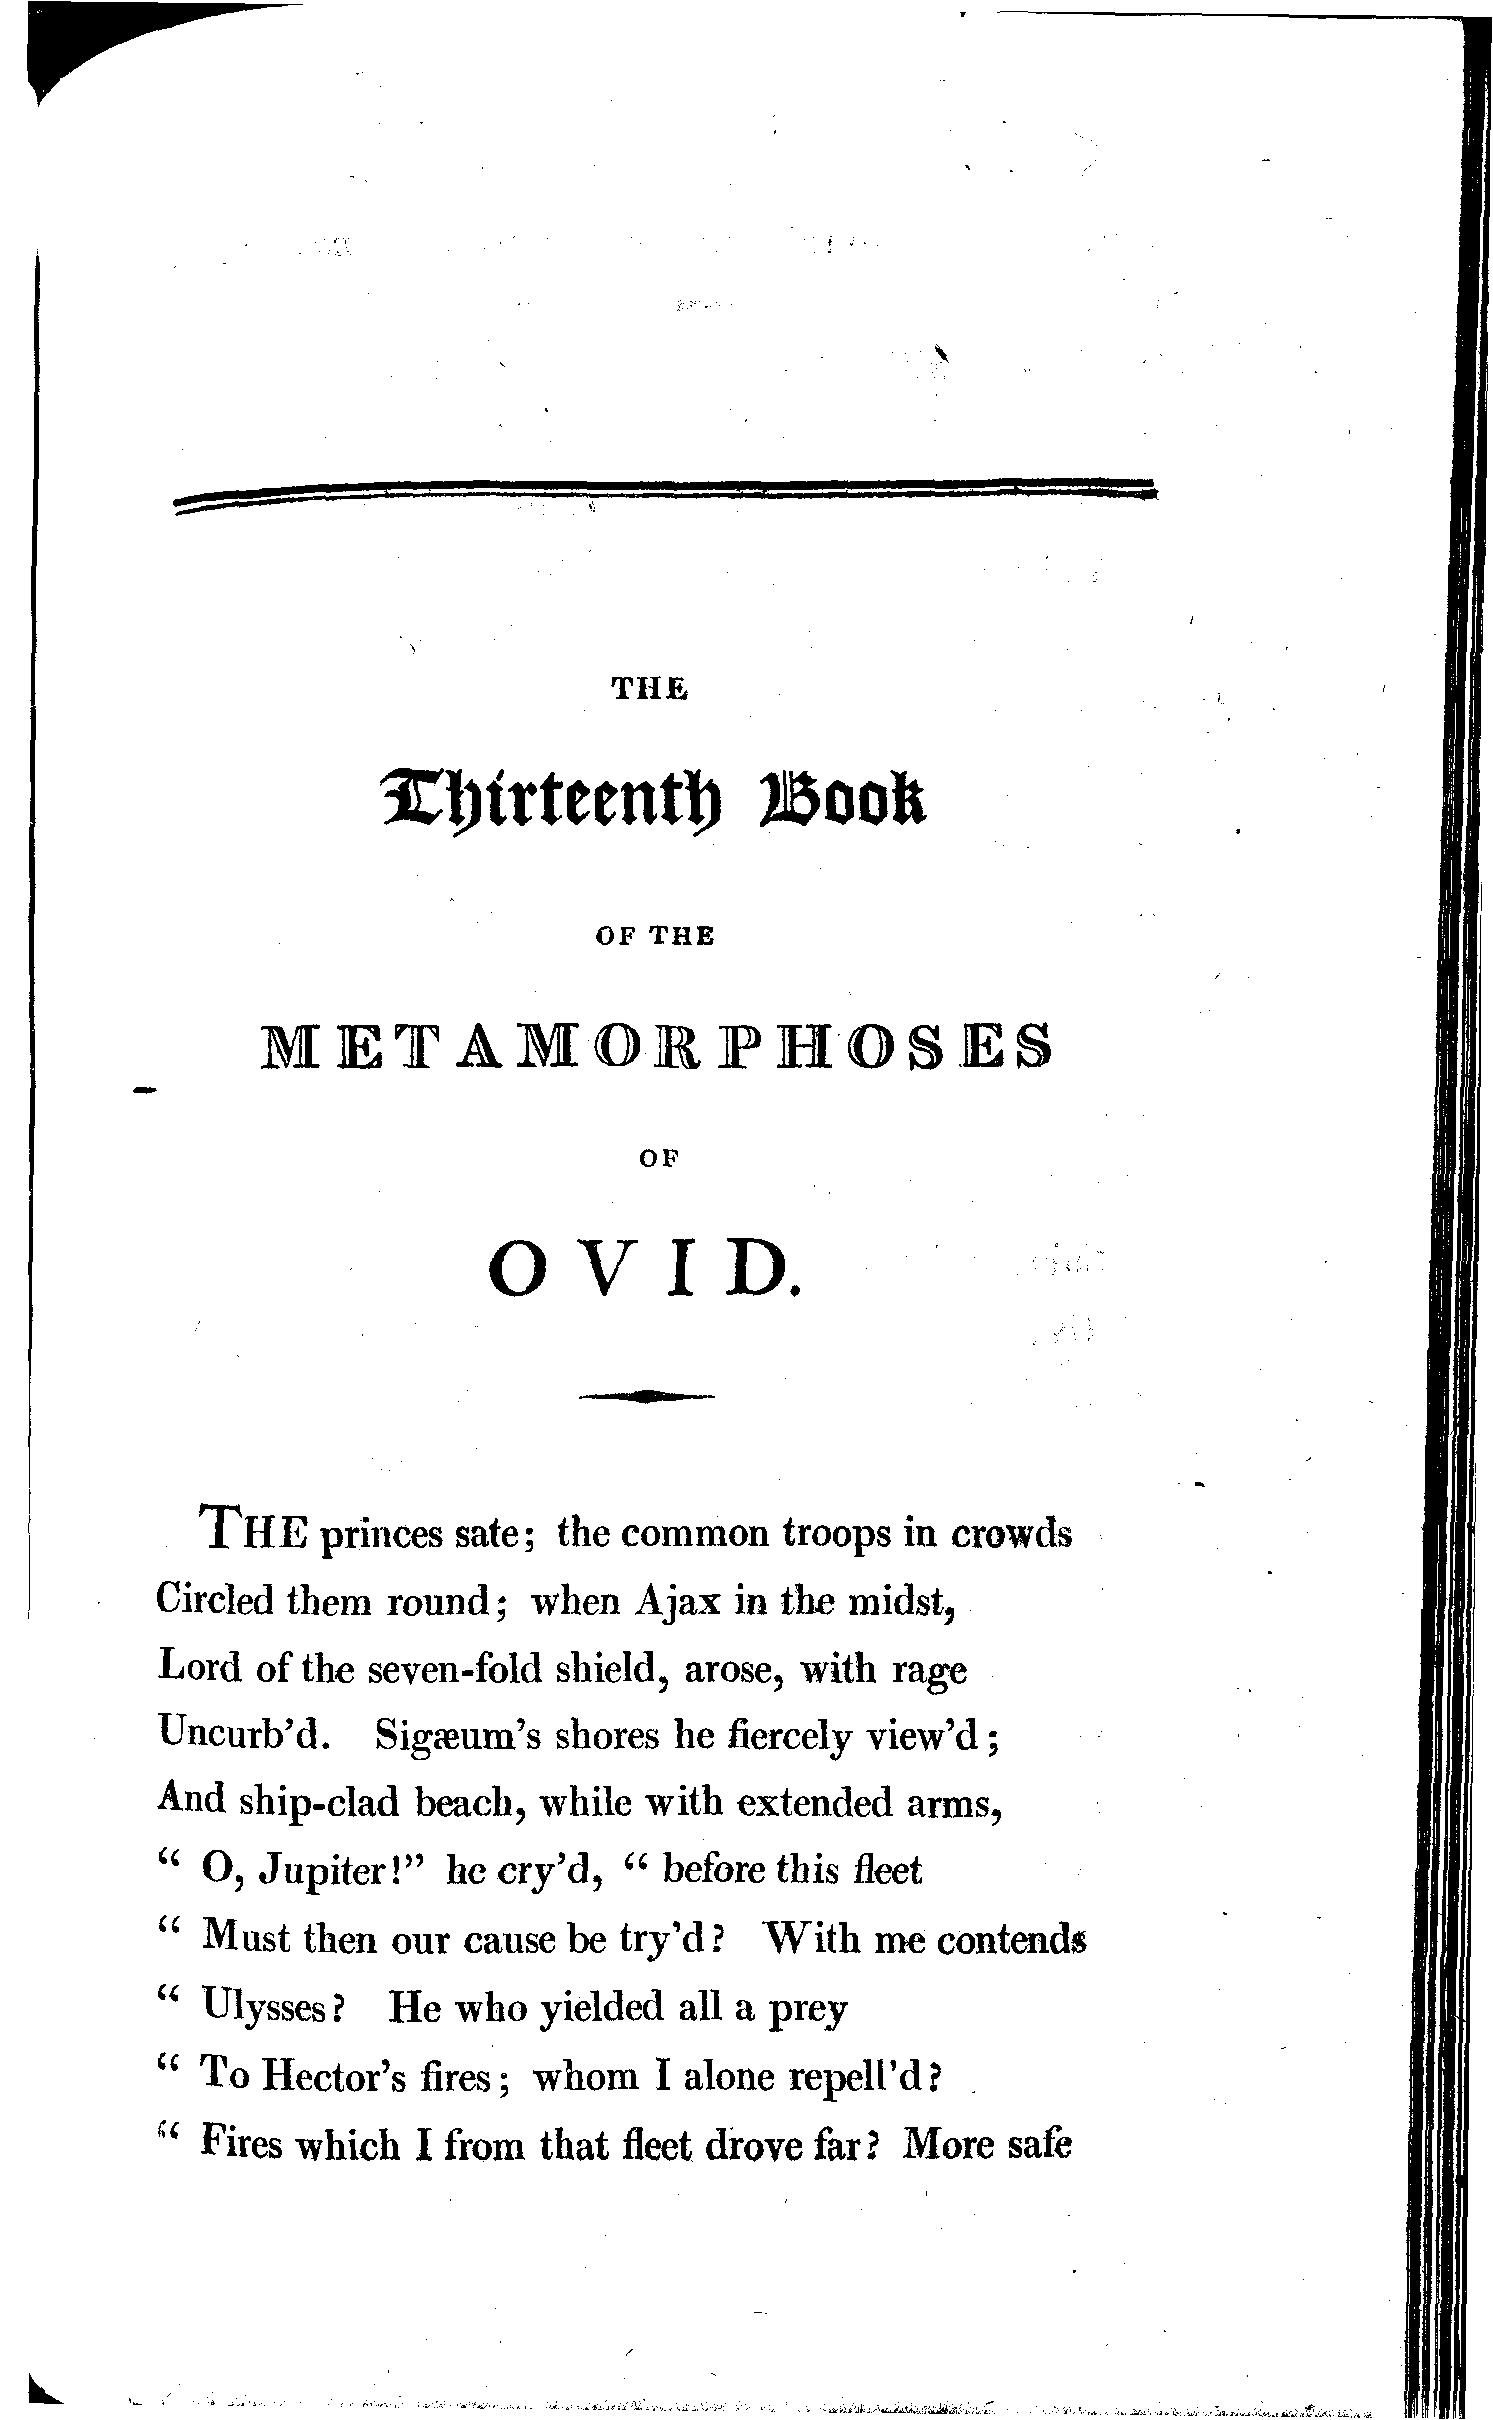 THE
Thirteenth Book
OF THE
METAMORPHOSES
OF
OVID.
THE princes sate; the common troops in crowds
Circled them round; when Ajax in the midst,
Lord of the seven-fold shield, arose, with rage
Uncurb'd. Sigæum's shores he fiercely view'd;
And ship-clad beach, while with extended arms,
“ O, Jupiter!” he cry'd, “ before this fleet
“ Must then our cause be try'd? With me contends
“ Ulysses? He who yielded all a prey
“ To Hector's fires; whom I alone repell'd?
“ Fires which I from that fleet drove far? More safe